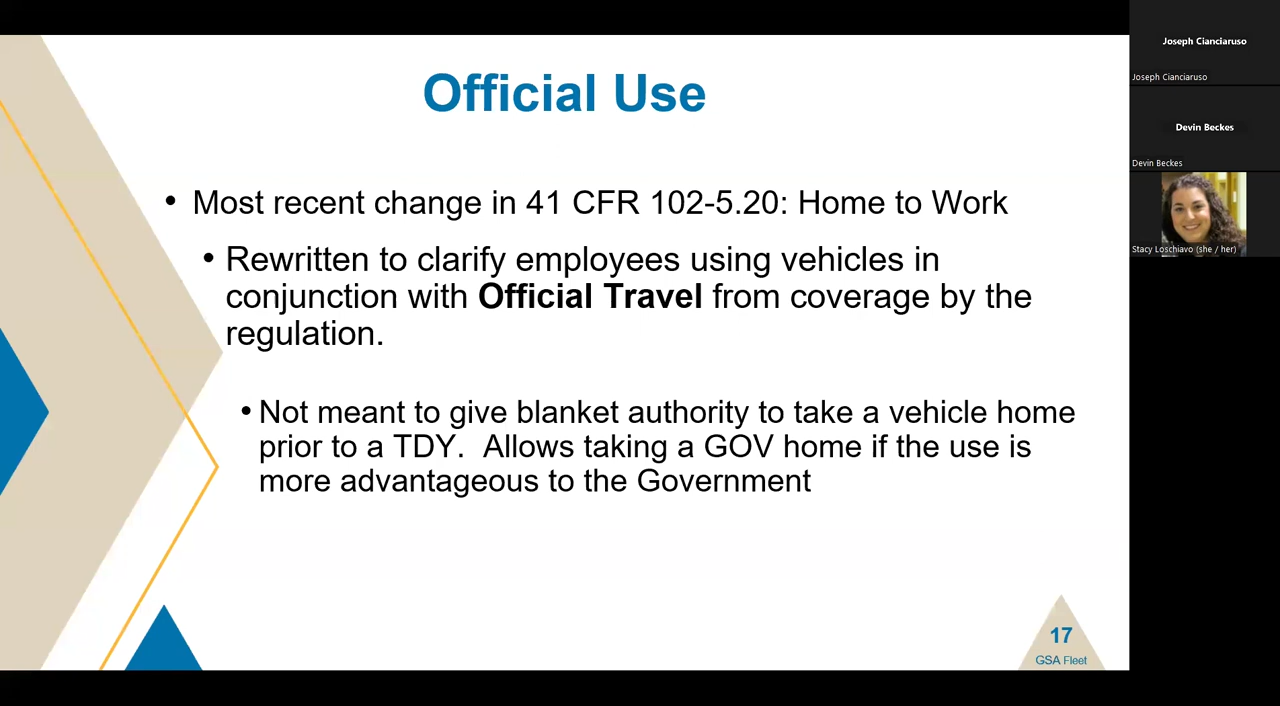 Official Use
• Most recent change in 41 CFR 102-5.20: Home to Work
• Rewritten to clarify employees using vehicles in
conjunction with Official Travel from coverage by the
regulation.
• Not meant to give blanket authority to take a vehicle home
prior to a TDY.  Allows taking a GOV home if the use is
more advantageous to the Government
17
GSA Fleet
Joseph Cianciaruso
Joseph Cianciaruso
Devin Beckes
Devin Beckes
Stacy Loschiavo (she / her)